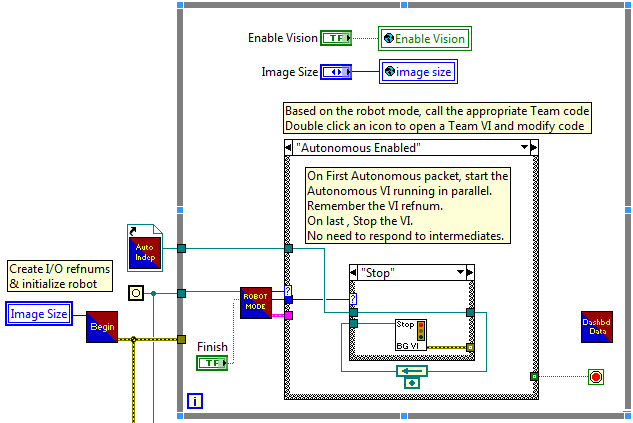 Enable Vision
TF
Enable Vision
Image Size
image size
Based on the robot mode, call the appropriate Team code
Double click an icon to open a Team VI and modify code
"Autonomous Enabled"
On First Autonomous packet, start the
Autonomous VI running in parallel.
Remember the VI refnum.
On last , Stop the VI.
No need to respond to intermediates.
Auto
Indep
Create I/O refnums
& initialize robot
Image Size
Begin
ROBOT
MODE
?
Finish
TF
"Stop"
?
Stop
BG VI
Dashbd
Data
i